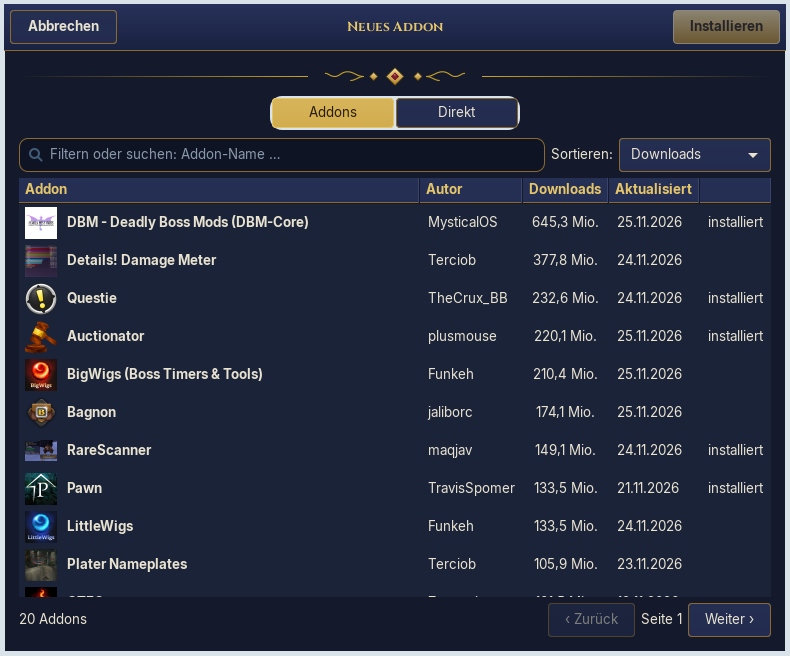 Abbrechen Neues Addon Installieren
Addons Direkt
Filtern oder suchen: Addon-Name ... Sortieren: Downloads
Addon Autor Downloads Aktualisiert
DBM - Deadly Boss Mods (DBM-Core) MysticalOS 645,3 Mio. 25.11.2026 installiert
Details! Damage Meter Terciob 377,8 Mio. 24.11.2026
Questie TheCrux_BB 232,6 Mio. 24.11.2026 installiert
Auctionator plusmouse 220,1 Mio. 25.11.2026 installiert
BigWigs (Boss Timers & Tools) Funkeh 210,4 Mio. 25.11.2026
BigWigs
Bagnon jaliborc 174,1 Mio. 25.11.2026
RareScanner maqjav 149,1 Mio. 24.11.2026 installiert
P Pawn TravisSpomer 133,5 Mio. 21.11.2026 installiert
LittleWigs Funkeh 133,5 Mio. 24.11.2026
LittleWigs
Plater Nameplates Terciob 105,9 Mio. 23.11.2026
20 Addons ‹ Zurück Seite 1 Weiter ›